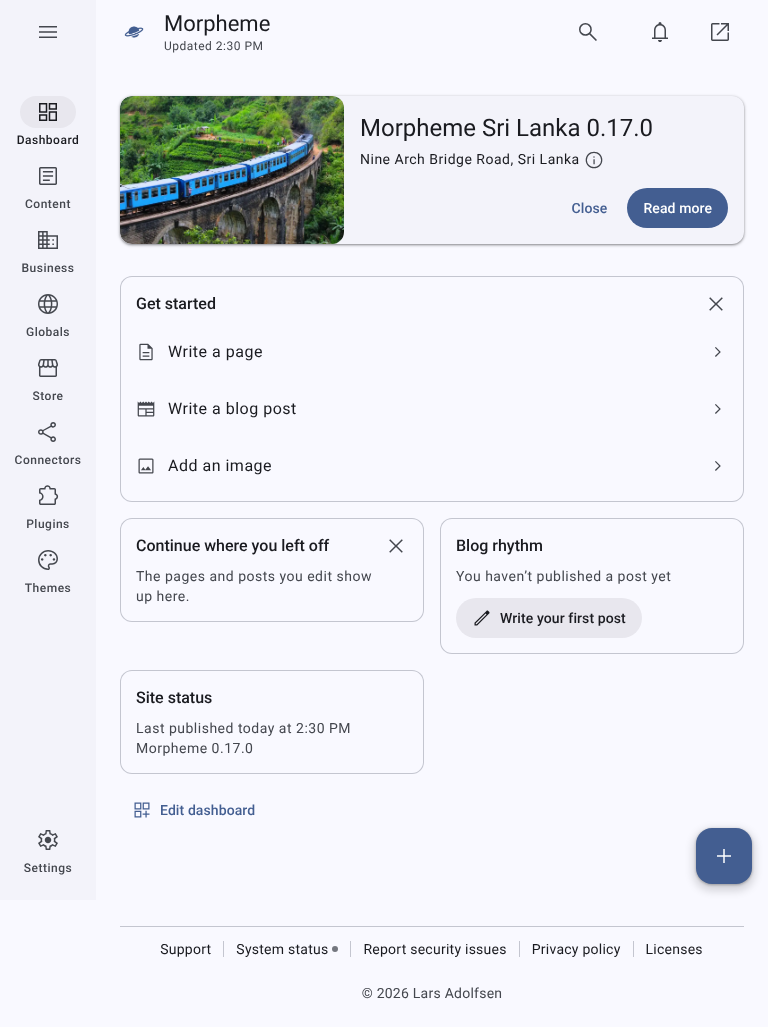 Morpheme
Updated 2:30 PM
Dashboard
Content
Business
Globals
Store
Connectors
Plugins
Themes
Settings
Morpheme Sri Lanka 0.17.0
Nine Arch Bridge Road, Sri Lanka
Close
Read more
Get started
Write a page
Write a blog post
Add an image
Continue where you left off
The pages and posts you edit show
up here.
Blog rhythm
You haven’t published a post yet
Write your first post
Site status
Last published today at 2:30 PM
Morpheme 0.17.0
Edit dashboard
Support
System status
Report security issues
Privacy policy
Licenses
© 2026 Lars Adolfsen